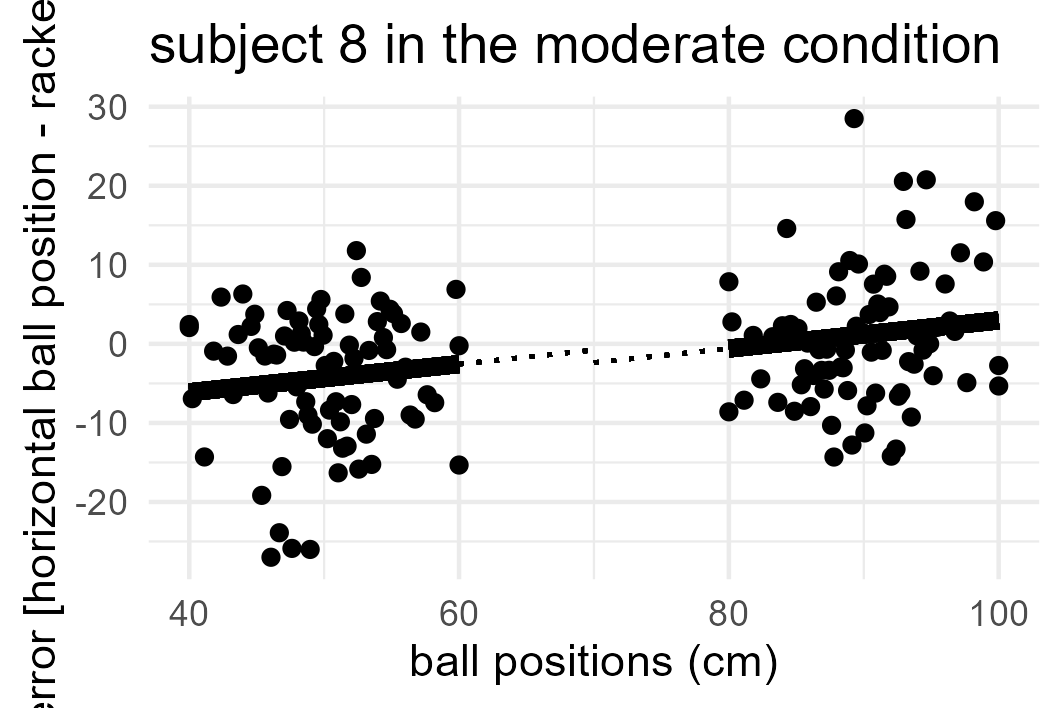 subject 8 in the moderate condition
error [horizontal ball position - racke
30
20
10
0
-10
-20
40 60 80 100
ball positions (cm)